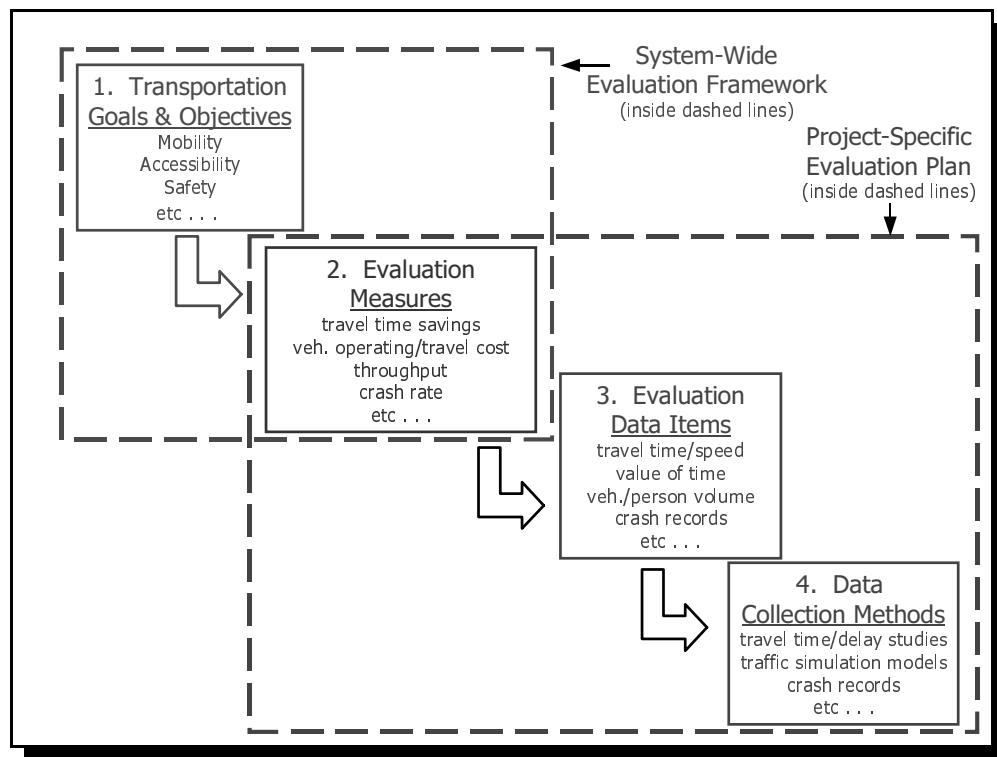 System-Wide
Evaluation Framework
(inside dashed lines)
Project-Specific
Evaluation Plan
(inside dashed lines)
1. Transportation
Goals & Objectives
Mobility
Accessibility
Safety
etc . . .
2. Evaluation
Measures
travel time savings
veh. operating/travel cost
throughput
crash rate
etc . . .
3. Evaluation
Data Items
travel time/speed
value of time
veh./person volume
crash records
etc . . .
4. Data
Collection Methods
travel time/delay studies
traffic simulation models
crash records
etc . . .